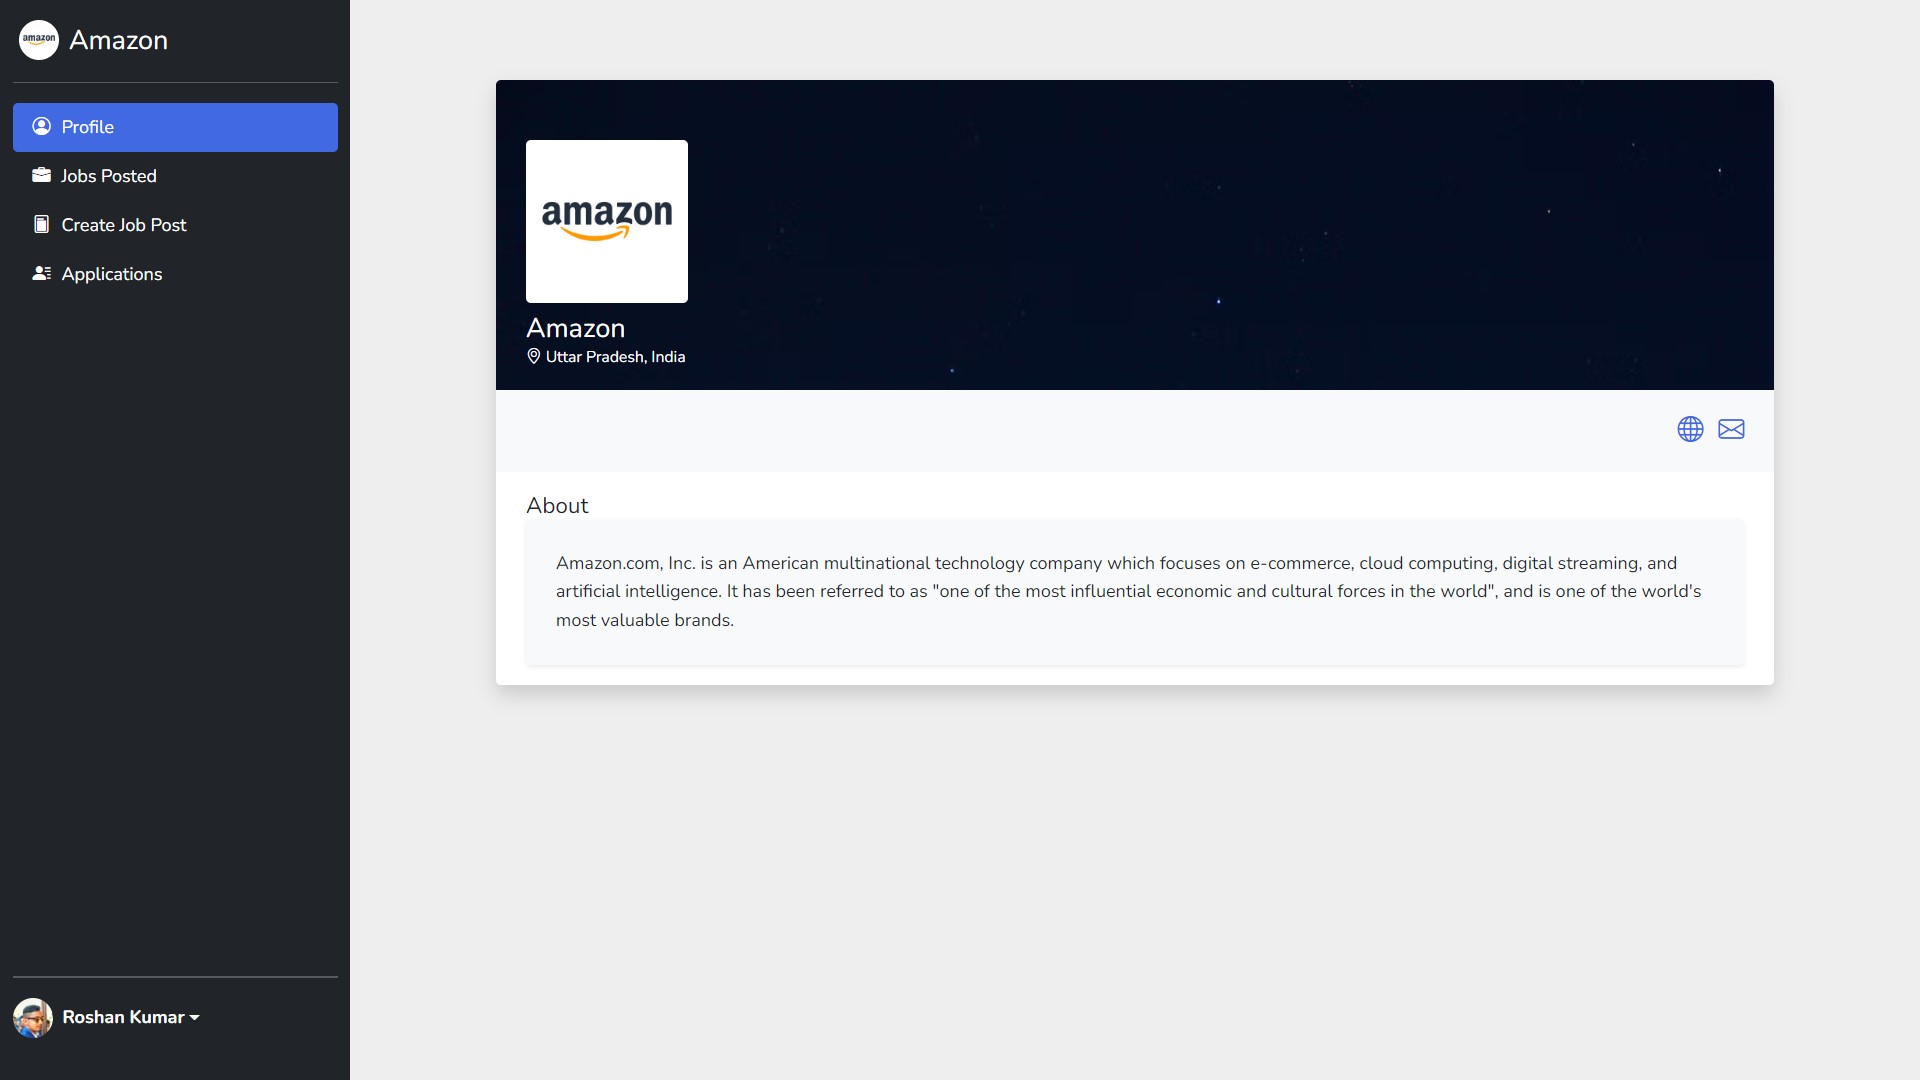 amazon
Amazon
Profile
Jobs Posted
Create Job Post
Applications
Roshan Kumar
amazon
Amazon
Uttar Pradesh, India
About
Amazon.com, Inc. is an American multinational technology company which focuses on e-commerce, cloud computing, digital streaming, and
artificial intelligence. It has been referred to as "one of the most influential economic and cultural forces in the world", and is one of the world's
most valuable brands.